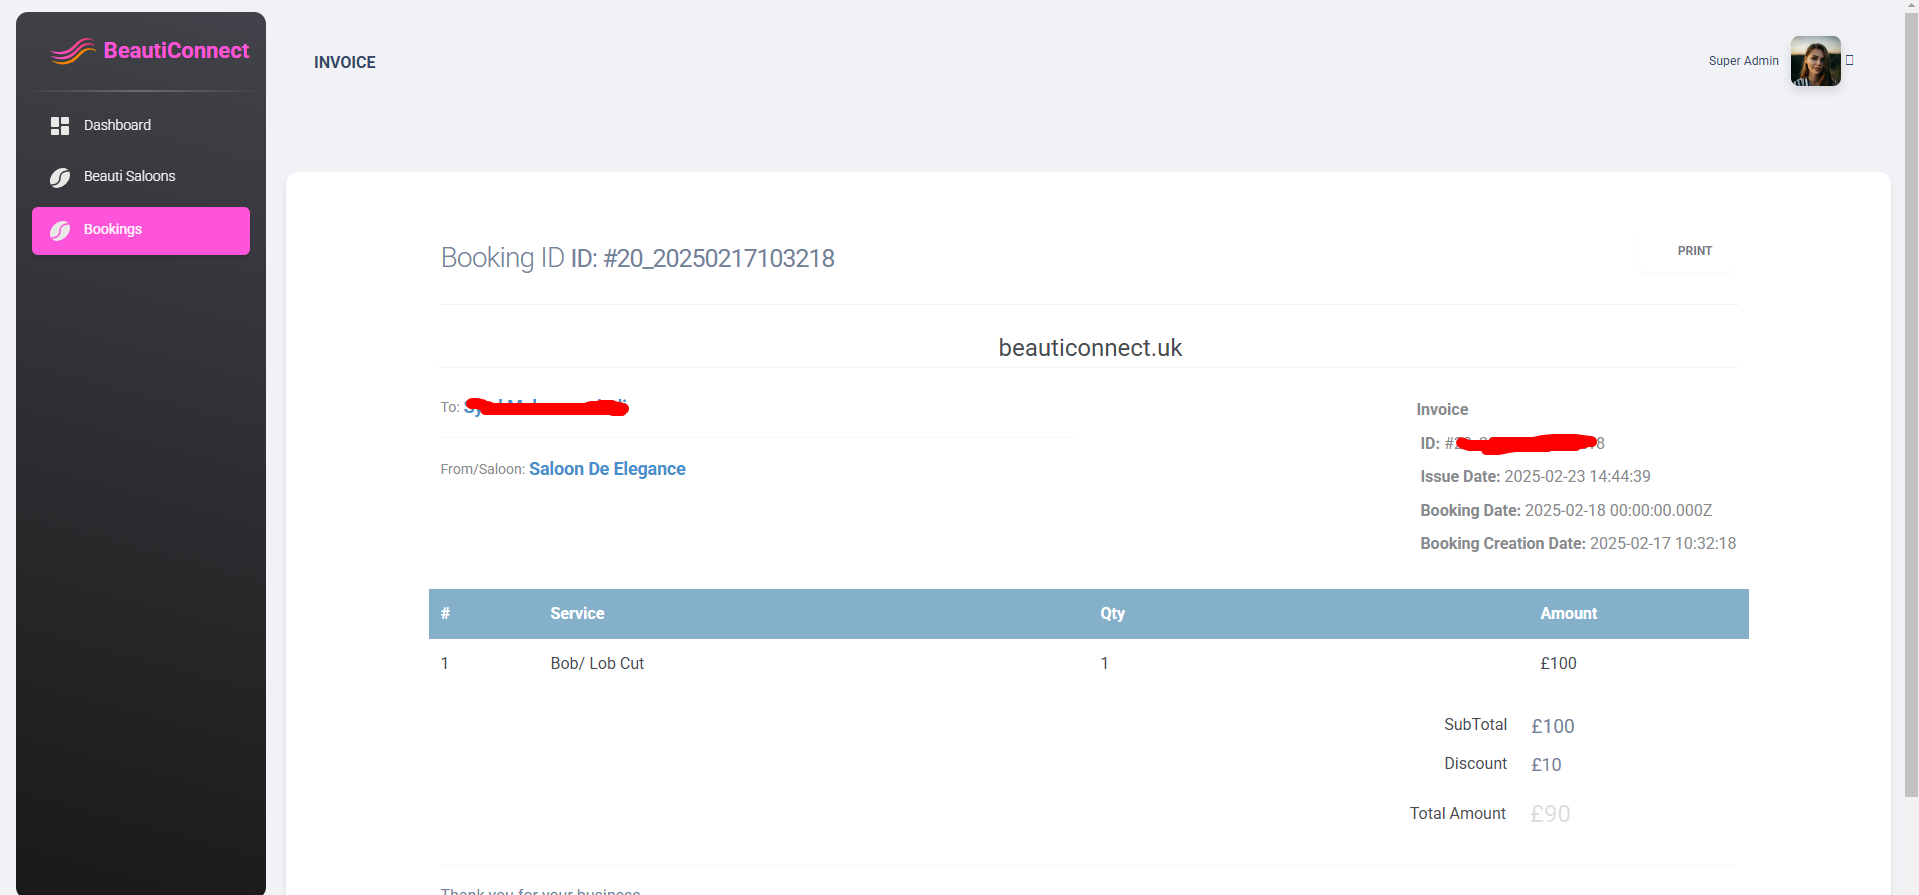 BeautiConnect
INVOICE
Super Admin
Dashboard
Beauti Saloons
Bookings
Booking ID ID: #20_20250217103218
PRINT
beauticonnect.uk
To:
From/Saloon: Saloon De Elegance
Invoice
ID:
Issue Date: 2025-02-23 14:44:39
Booking Date: 2025-02-18 00:00:00.000Z
Booking Creation Date: 2025-02-17 10:32:18
# Service Qty Amount
1 Bob/ Lob Cut 1 £100
SubTotal £100
Discount £10
Total Amount £90
Thank you for your business